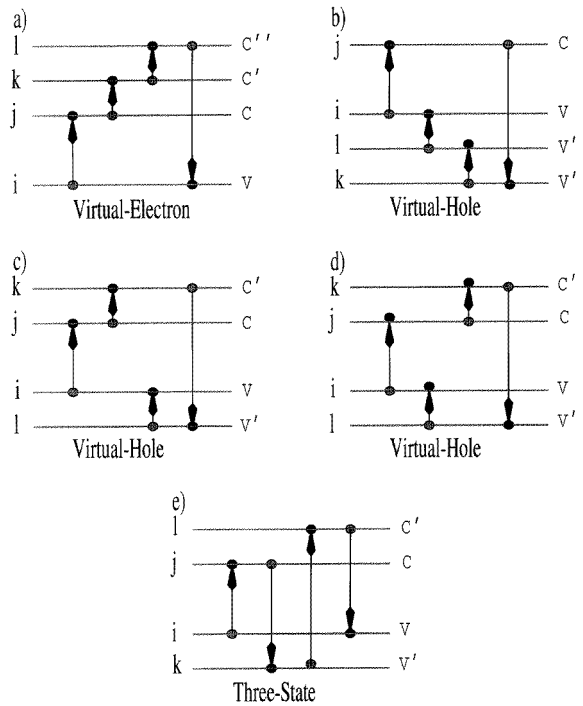 a)
l C''
k C'
j C
i V
Virtual-Electron
b)
j C
i V
l V'
k V'
Virtual-Hole
c)
k C'
j C
i V
l V'
Virtual-Hole
d)
k C'
j C
i V
l V'
Virtual-Hole
e)
l C'
j C
i V
k V'
Three-State